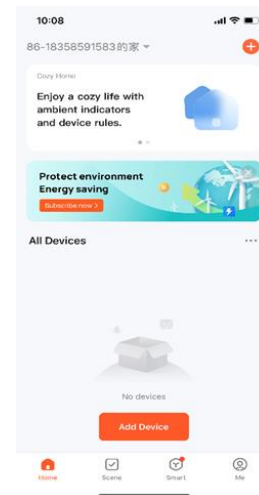 10:08
86-18358591583的家
Cozy Home
Enjoy a cozy life with
ambient indicators
and device rules.
Protect environment
Energy saving
Subscribe now >
All Devices
No devices
Add Device
Home
Scene
Smart
Me